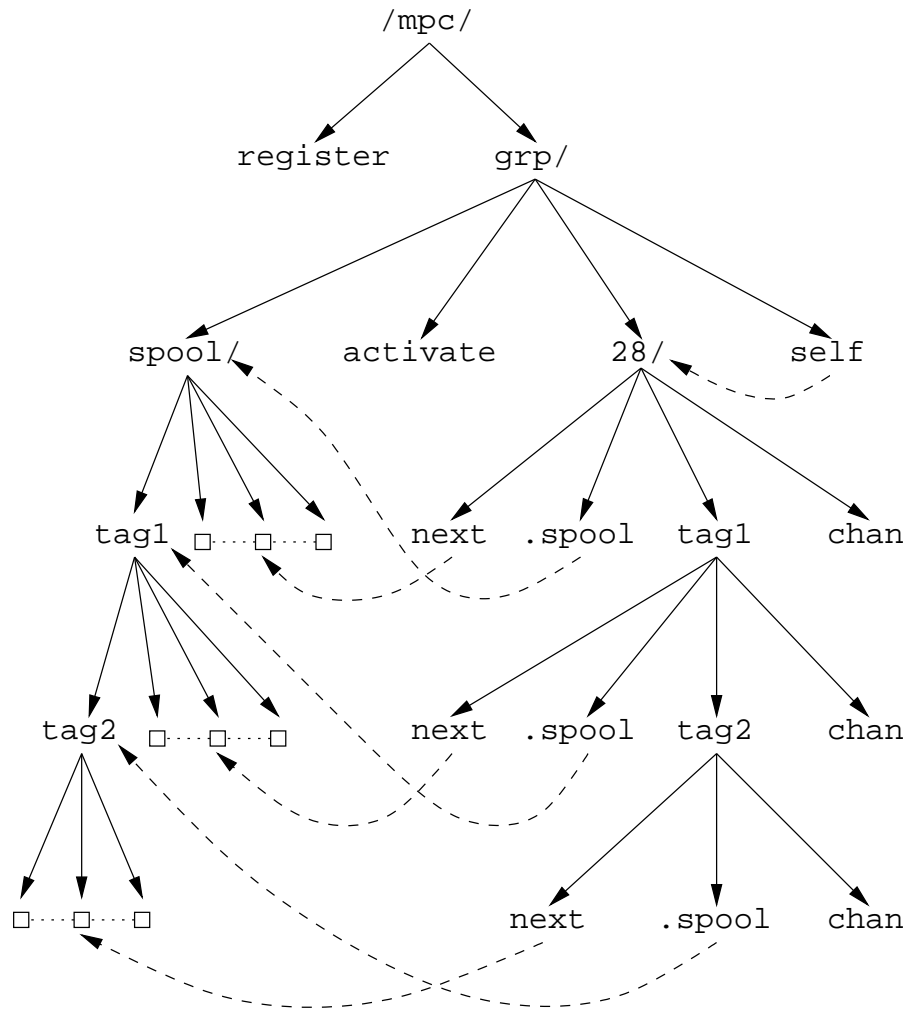 /mpc/
register grp/
spool/ activate 28/ self
tag1 next .spool tag1 chan
tag2 next .spool tag2 chan
next .spool chan